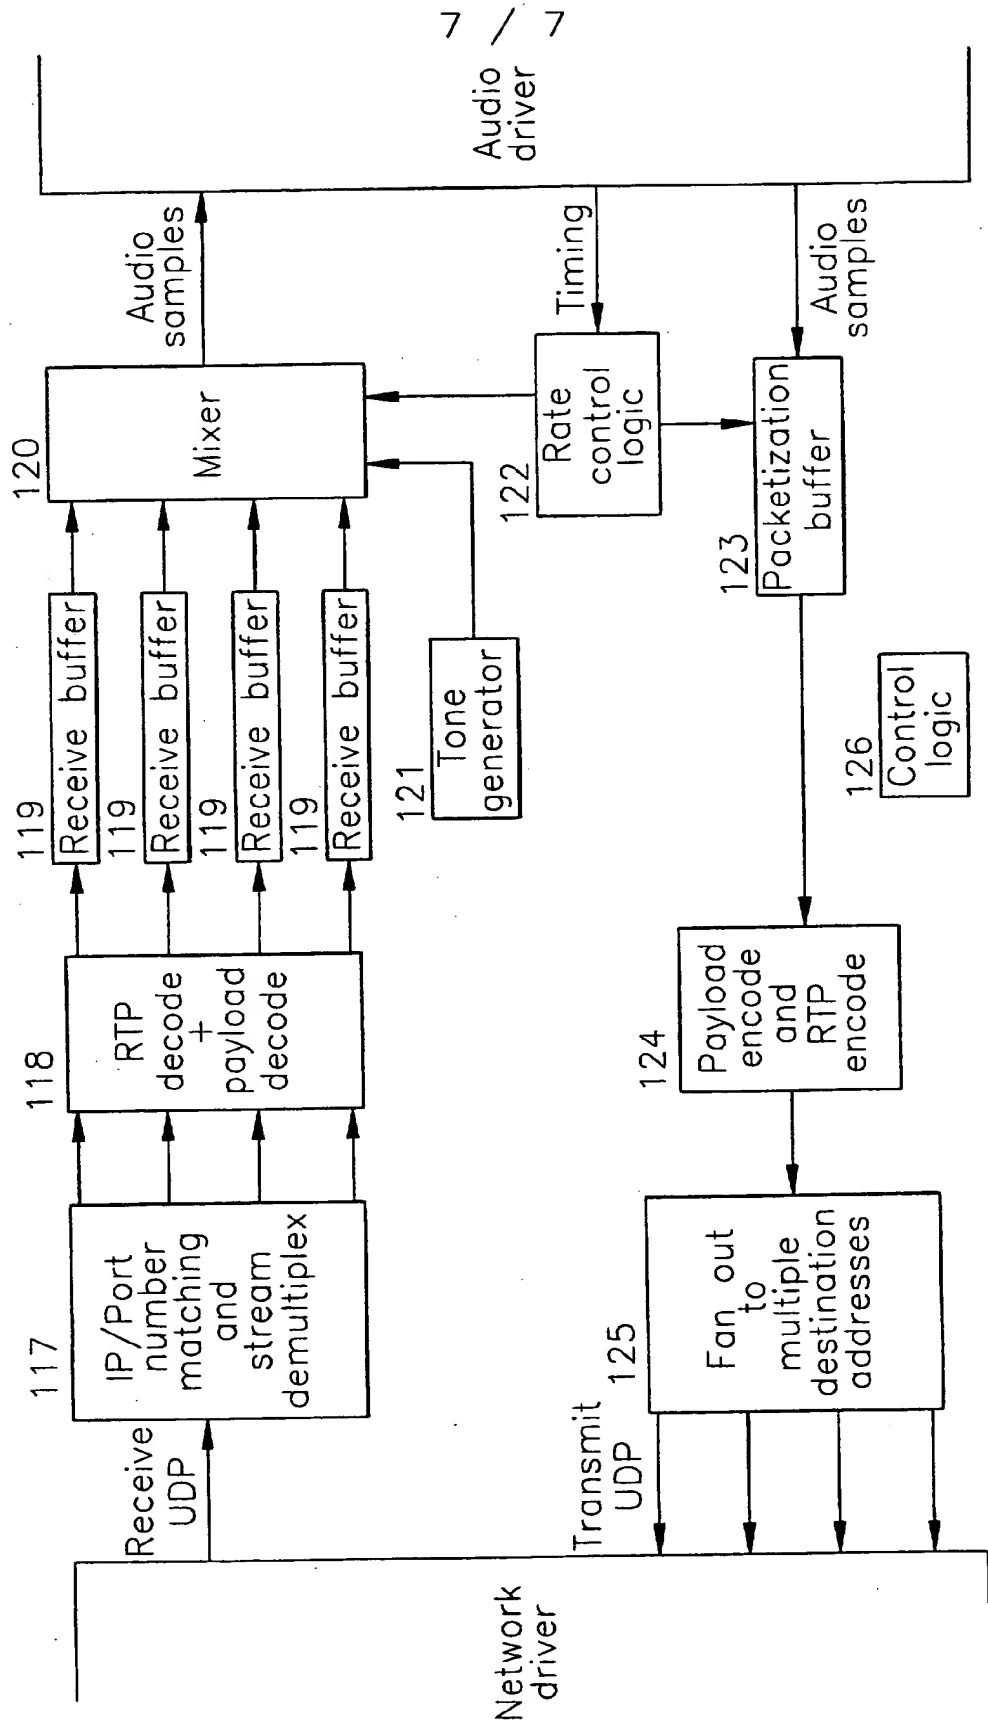 7 / 7
Network
driver
Receive
UDP
117
IP/Port
number
matching
and
stream
demultiplex
118
RTP
decode
+
payload
decode
119
Receive buffer
119
Receive buffer
119
Receive buffer
119
Receive buffer
120
Mixer
Audio
samples
Audio
driver
121
Tone
generator
122
Rate
control
logic
Timing
Audio
samples
123
Packetization
buffer
124
Payload
encode
and
RTP
encode
125
Fan out
to
multiple
destination
addresses
Transmit
UDP
126
Control
logic